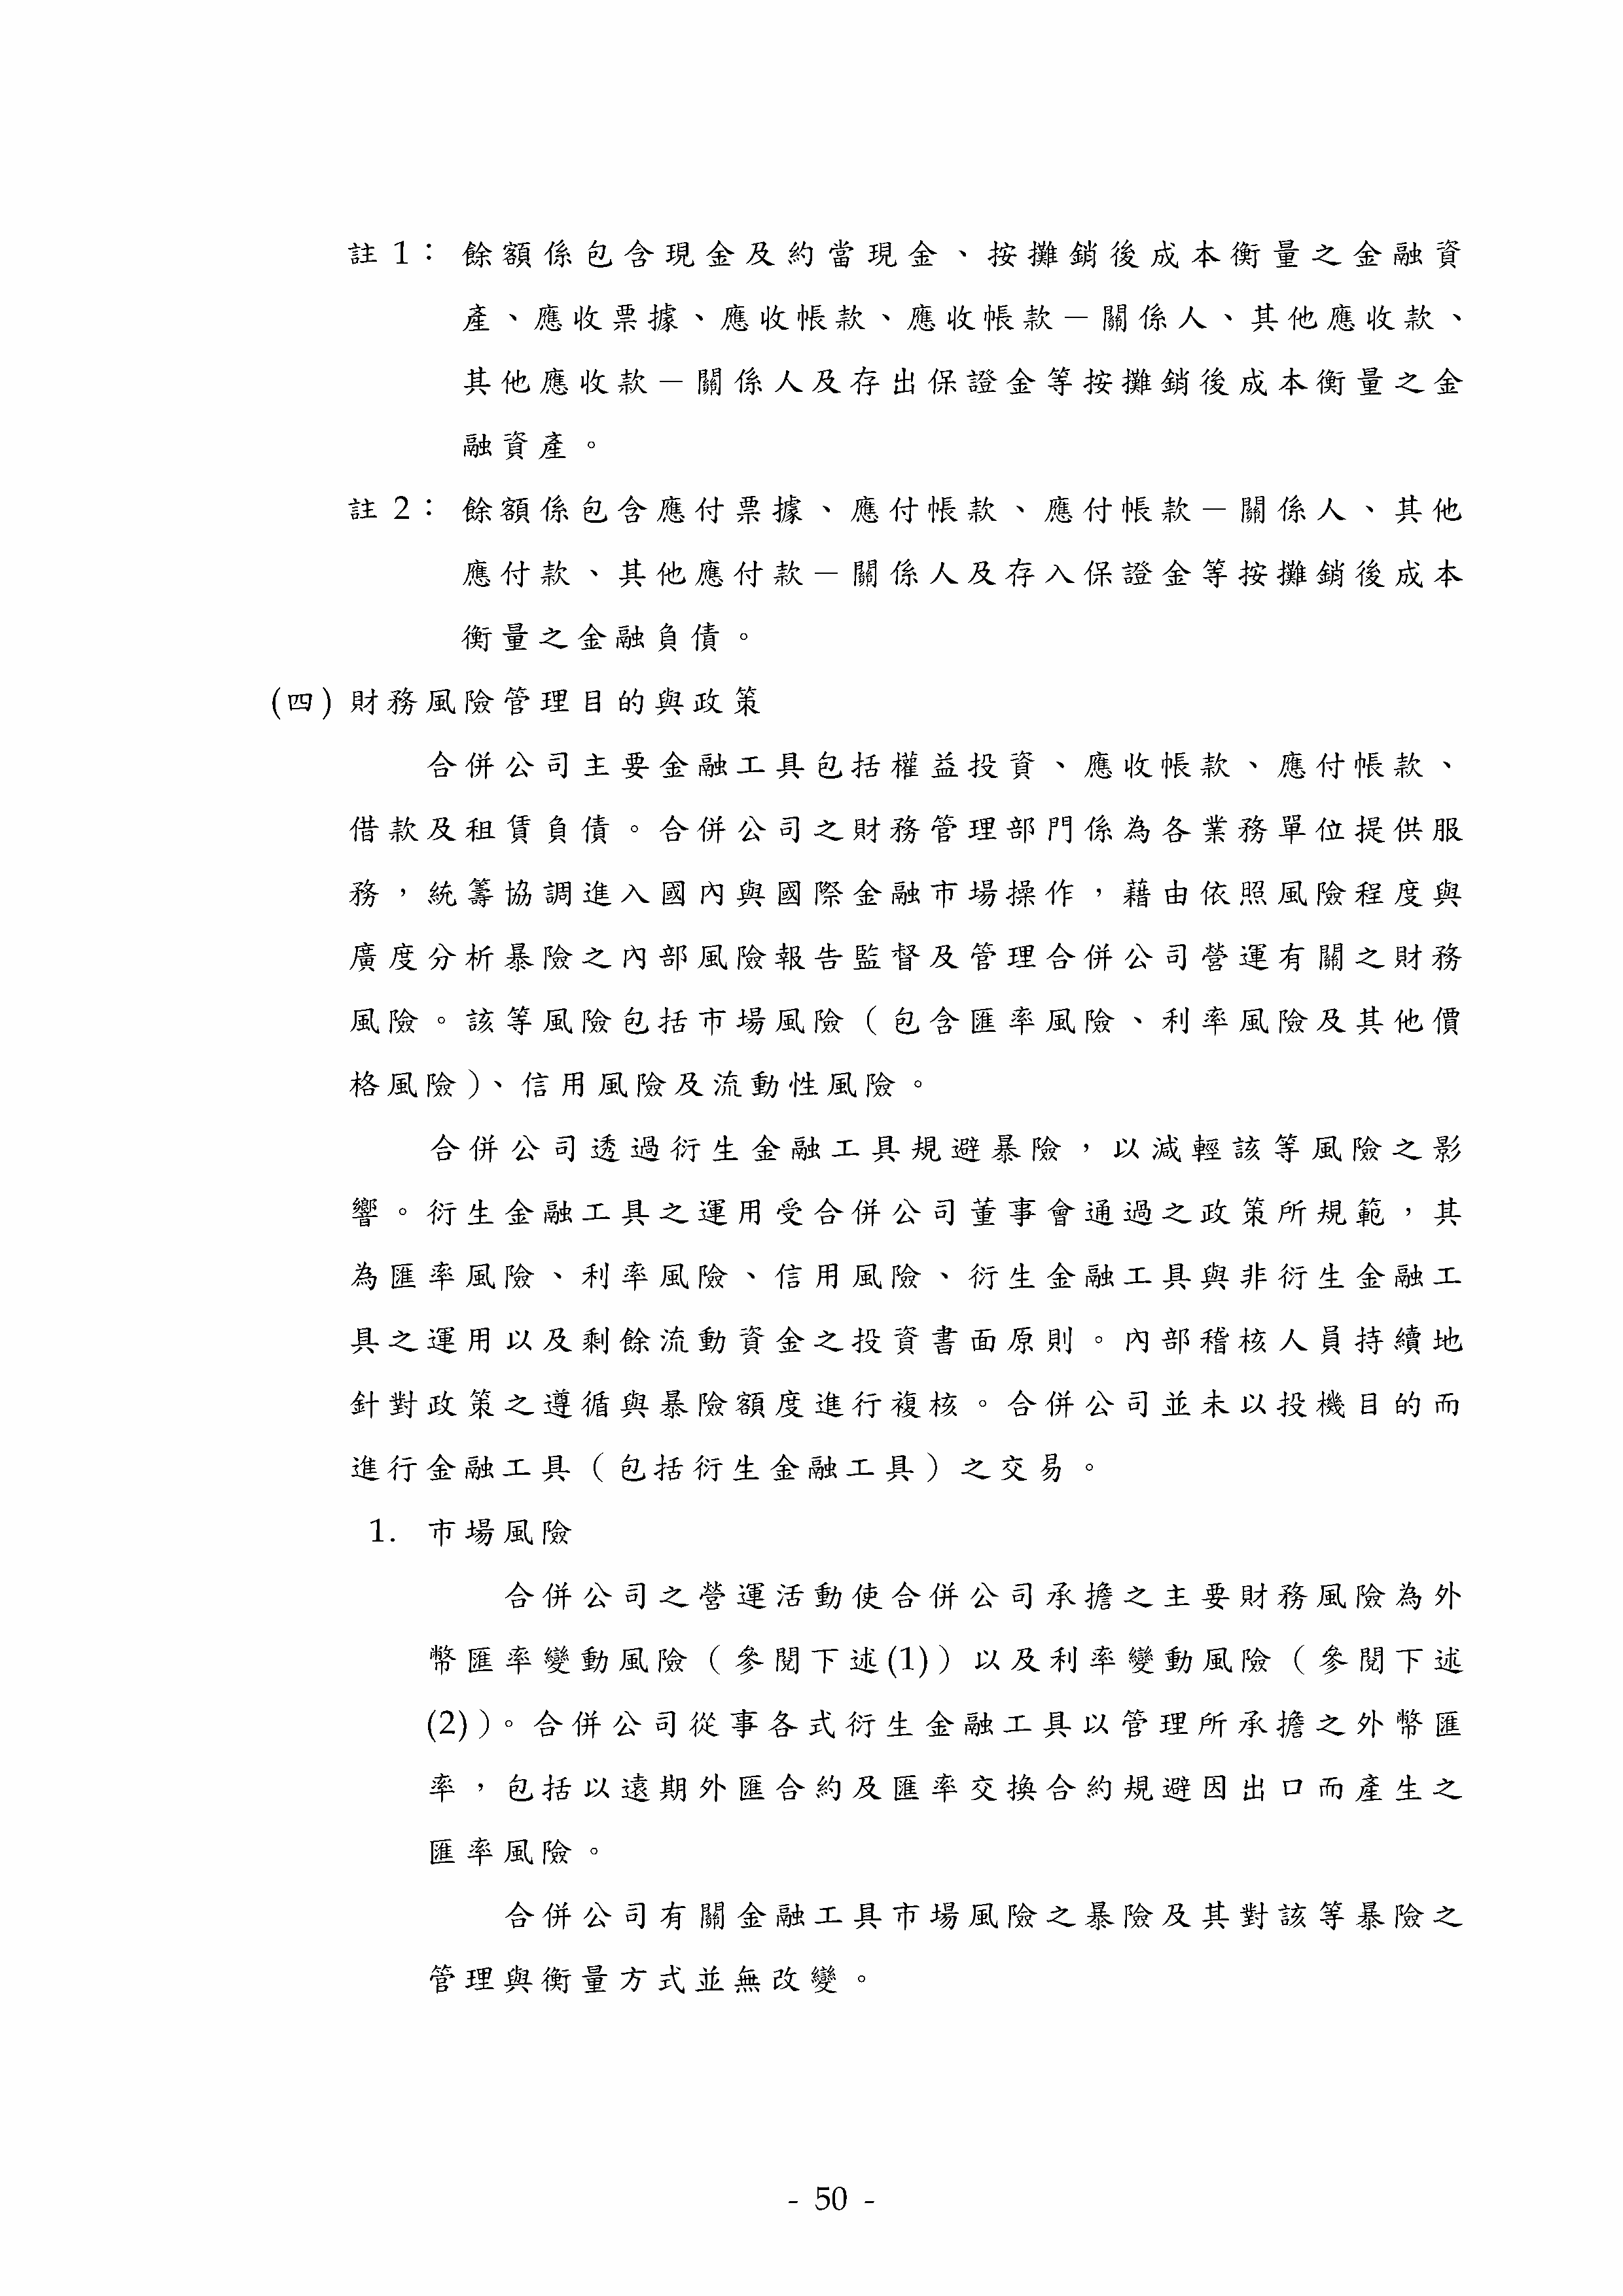 註 1：餘額係包含現金及約當現金、按攤銷後成本衡量之金融資
產、應收票據、應收帳款、應收帳款－關係人、其他應收款、
其他應收款－關係人及存出保證金等按攤銷後成本衡量之金
融資產。
註 2：餘額係包含應付票據、應付帳款、應付帳款－關係人、其他
應付款、其他應付款－關係人及存入保證金等按攤銷後成本
衡量之金融負債。
(四) 財務風險管理目的與政策
合併公司主要金融工具包括權益投資、應收帳款、應付帳款、
借款及租賃負債。合併公司之財務管理部門係為各業務單位提供服
務，統籌協調進入國內與國際金融市場操作，藉由依照風險程度與
廣度分析暴險之內部風險報告監督及管理合併公司營運有關之財務
風險。該等風險包括市場風險（包含匯率風險、利率風險及其他價
格風險）、信用風險及流動性風險。
合併公司透過衍生金融工具規避暴險，以減輕該等風險之影
響。衍生金融工具之運用受合併公司董事會通過之政策所規範，其
為匯率風險、利率風險、信用風險、衍生金融工具與非衍生金融工
具之運用以及剩餘流動資金之投資書面原則。內部稽核人員持續地
針對政策之遵循與暴險額度進行複核。合併公司並未以投機目的而
進行金融工具（包括衍生金融工具）之交易。
1. 市場風險
合併公司之營運活動使合併公司承擔之主要財務風險為外
幣匯率變動風險（參閱下述(1)）以及利率變動風險（參閱下述
(2)）。合併公司從事各式衍生金融工具以管理所承擔之外幣匯
率，包括以遠期外匯合約及匯率交換合約規避因出口而產生之
匯率風險。
合併公司有關金融工具市場風險之暴險及其對該等暴險之
管理與衡量方式並無改變。
- 50 -